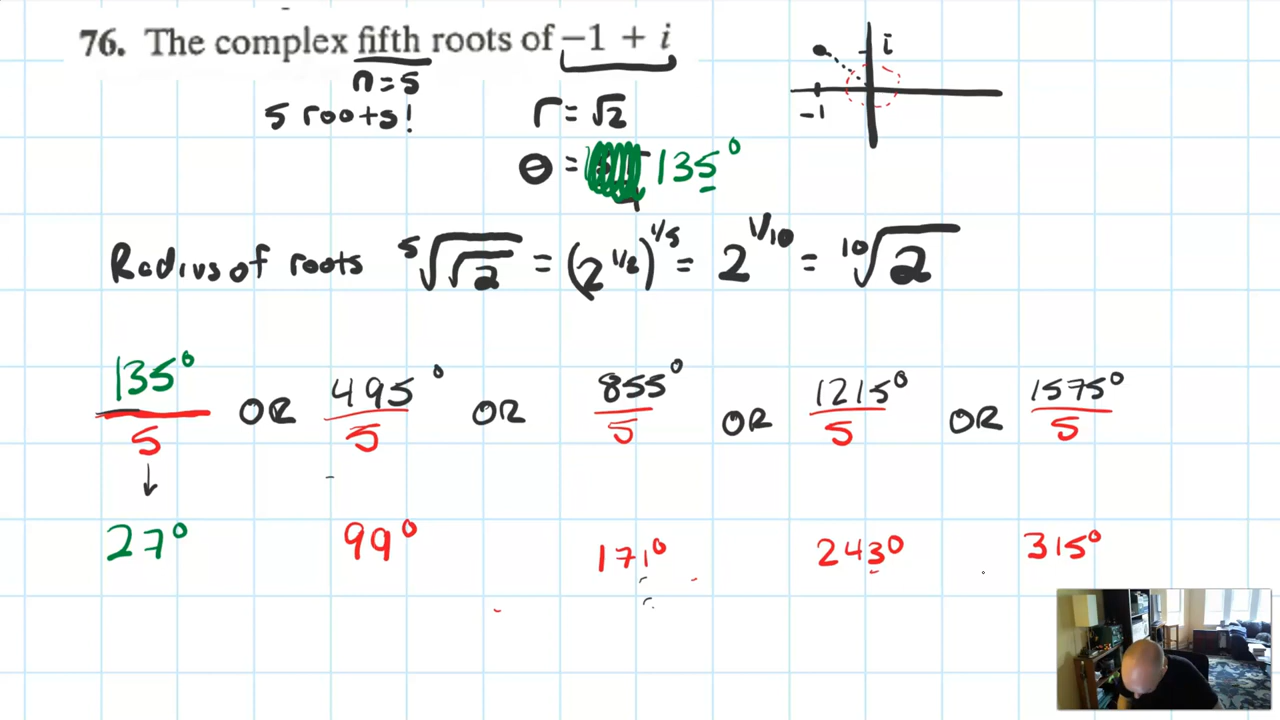 76. The complex fifth roots of −1 + i
n = 5
5 roots!
r = √2
θ = 135°
i
−1
Radius of roots ⁵√√2 = (2^1/2)^1/5 = 2^1/10 = ¹⁰√2
135°/5 OR 495°/5 OR 855°/5 OR 1215°/5 OR 1575°/5
↓
27° 99° 171° 243° 315°